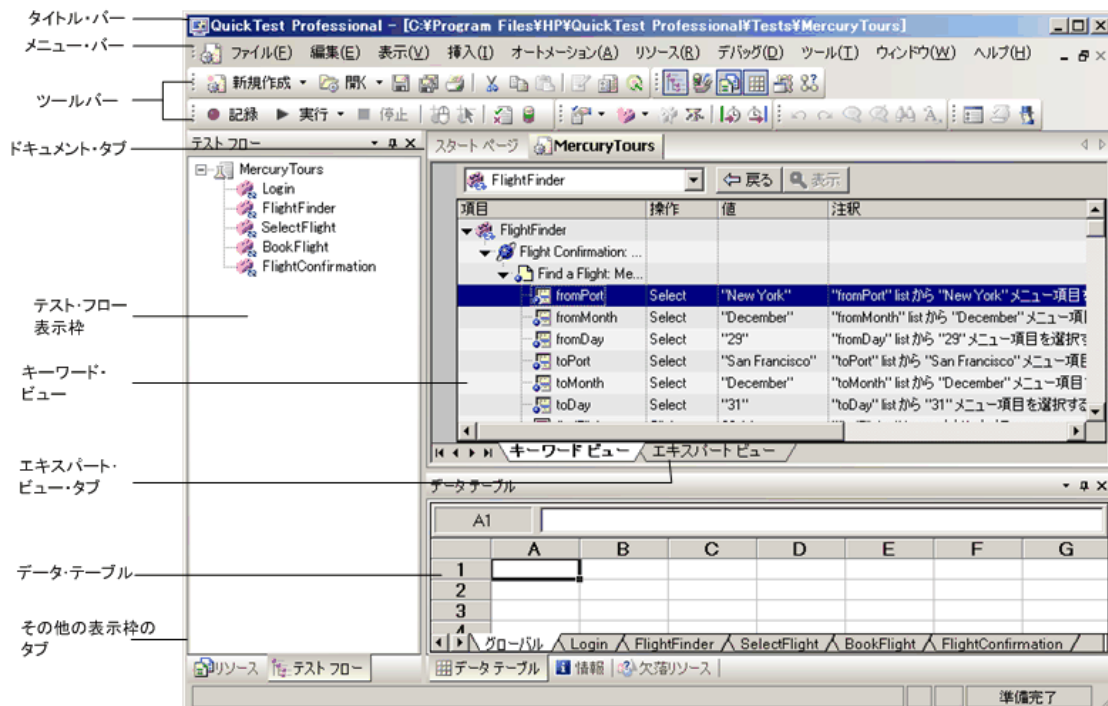 タイトル・バー
メニュー・バー
ツールバー
ドキュメント・タブ
テスト・フロー
表示枠
キーワード・
ビュー
エキスパート・
ビュー・タブ
データ・テーブル
その他の表示枠の
タブ
QuickTest Professional - [C:¥Program Files¥HP¥QuickTest Professional¥Tests¥MercuryTours]
ファイル(F) 編集(E) 表示(V) 挿入(I) オートメーション(A) リソース(R) デバッグ(D) ツール(T) ウィンドウ(W) ヘルプ(H)
新規作成 開く
記録 実行 停止
テスト フロー
MercuryTours
Login
FlightFinder
SelectFlight
BookFlight
FlightConfirmation
スタート ページ MercuryTours
FlightFinder 戻る 表示
項目 操作 値 注釈
FlightFinder
Flight Confirmation: ...
Find a Flight: Me...
fromPort Select "New York" "fromPort" list から "New York" メニュー項目を
fromMonth Select "December" "fromMonth" list から "December" メニュー項
fromDay Select "29" "fromDay" list から "29" メニュー項目を選択す
toPort Select "San Francisco" "toPort" list から "San Francisco" メニュー項目
toMonth Select "December" "toMonth" list から "December" メニュー項目
toDay Select "31" "toDay" list から "31" メニュー項目を選択する
キーワード ビュー エキスパート ビュー
データ テーブル
A1
A B C D E F G
1
2
3
4
グローバル Login FlightFinder SelectFlight BookFlight FlightConfirmation
リソース テスト フロー
データ テーブル 情報 欠落リソース
準備完了